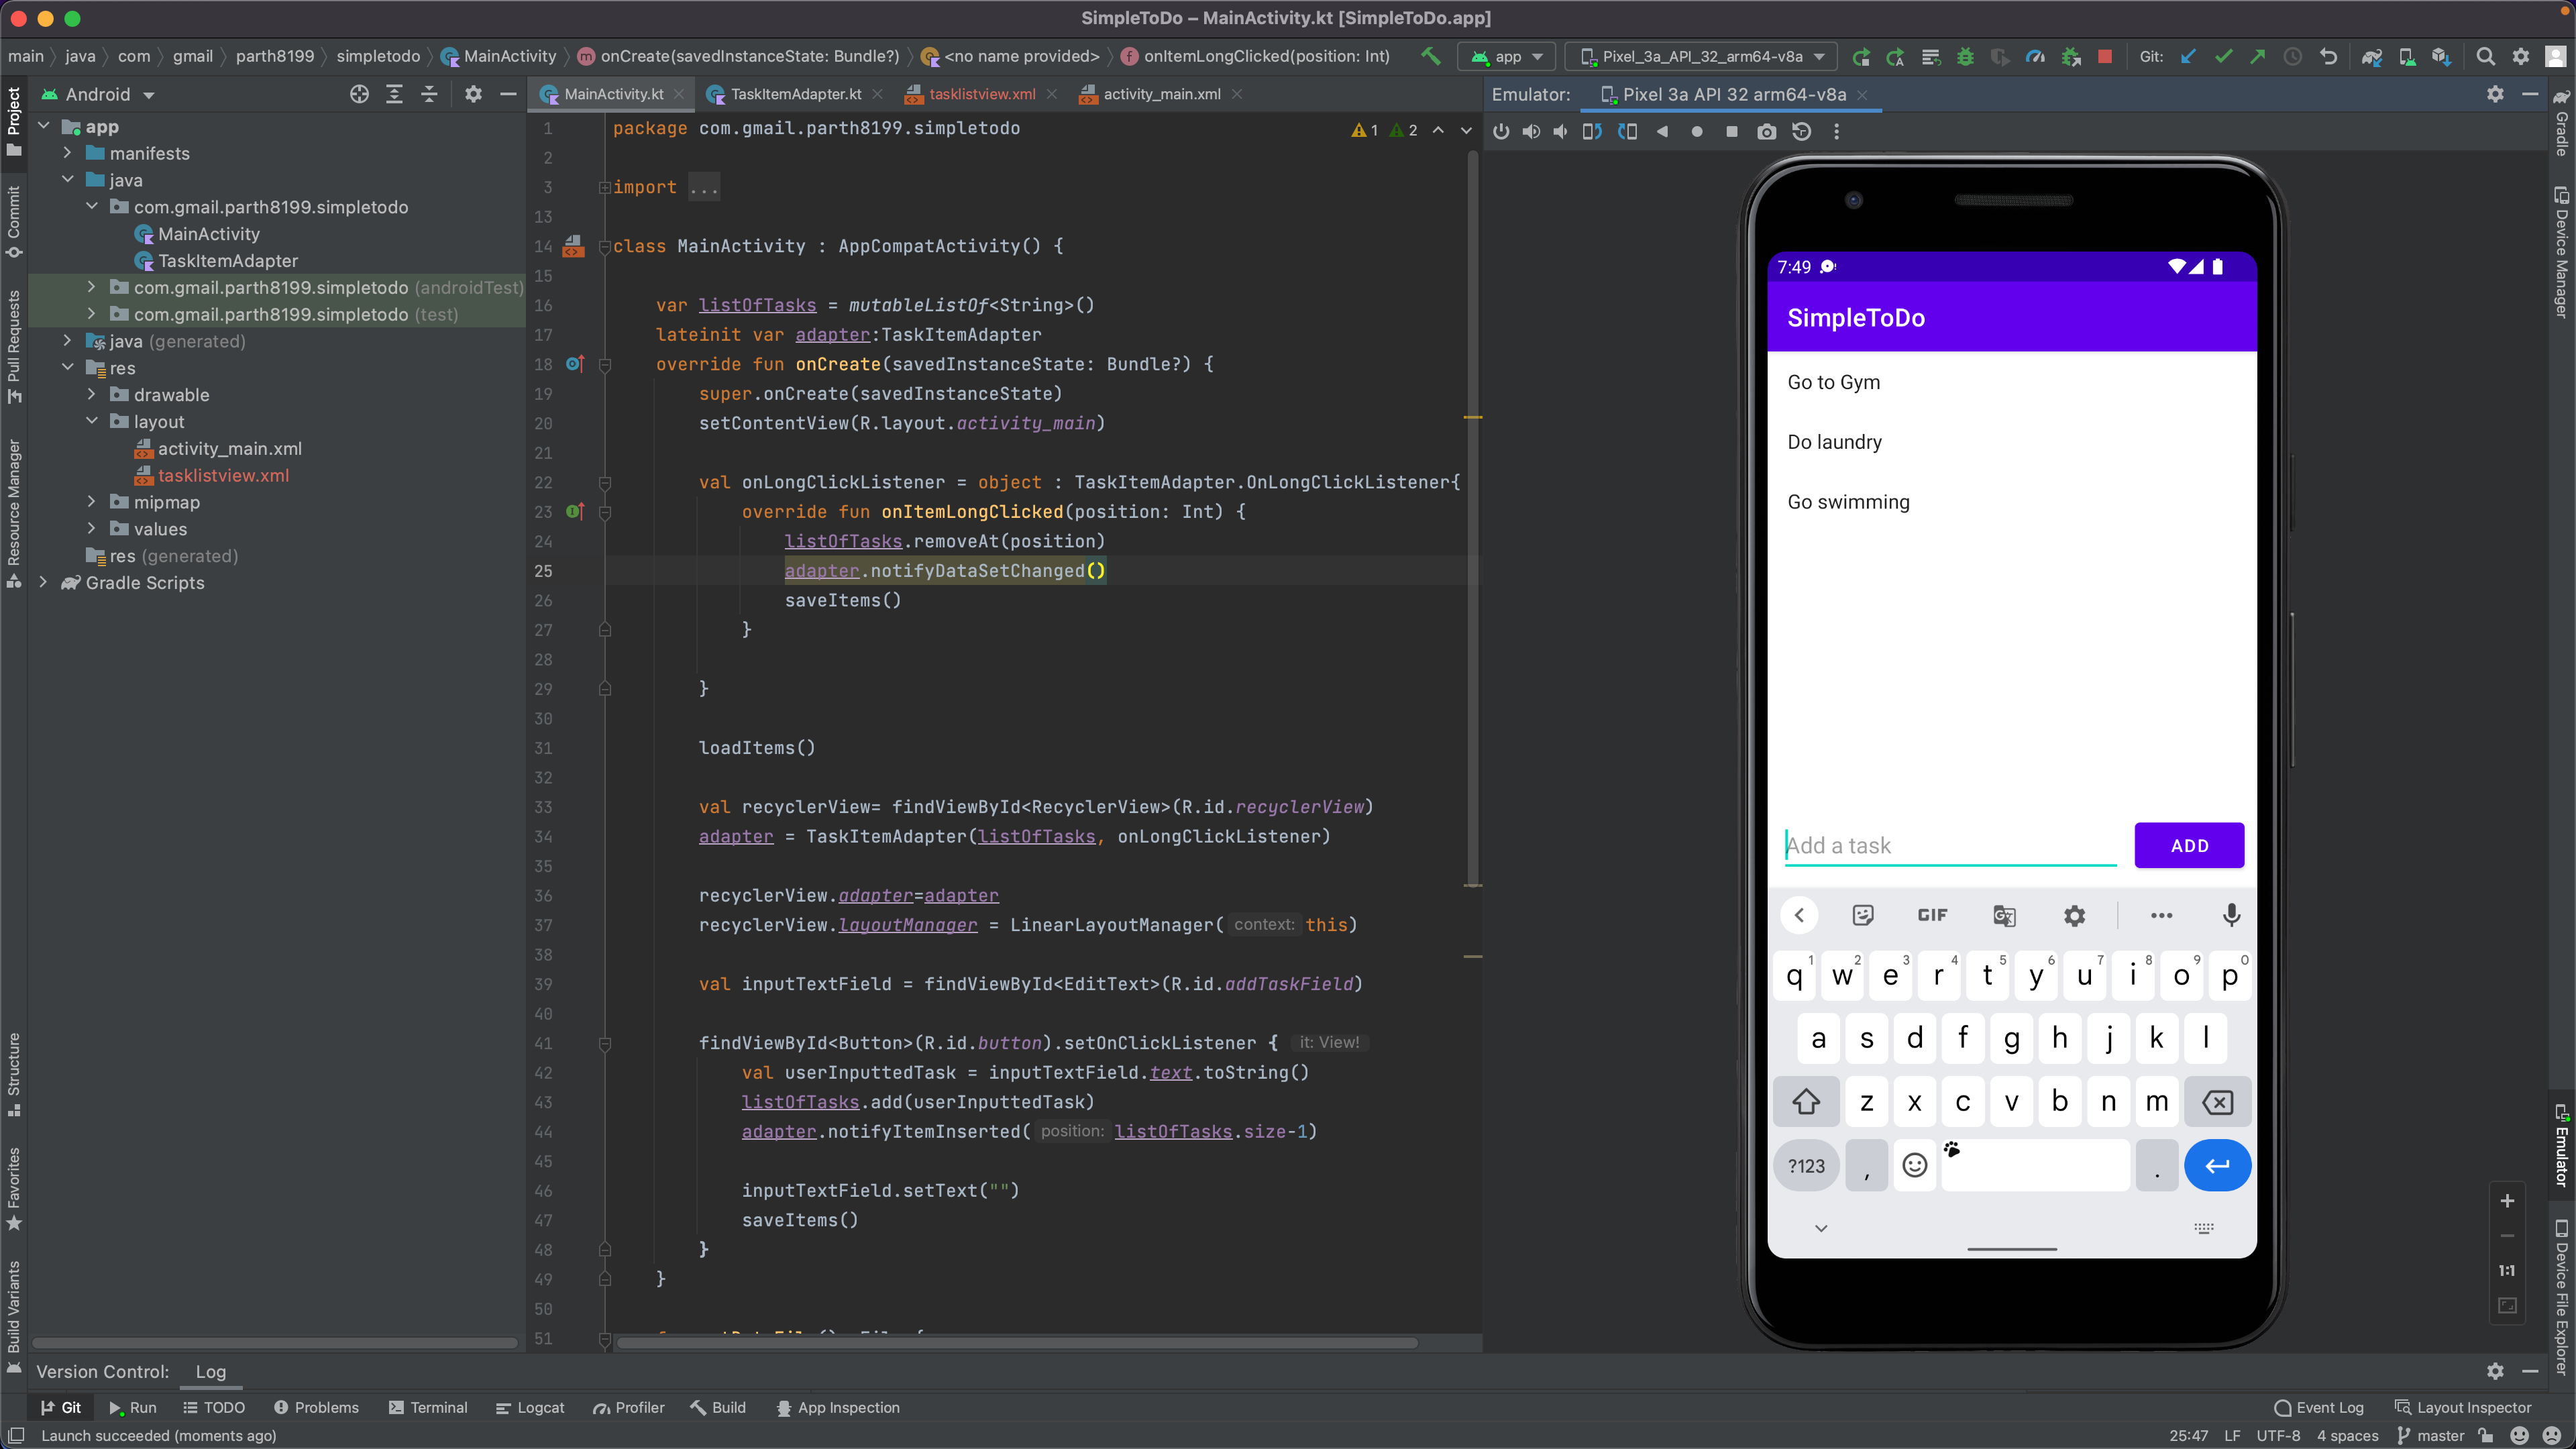 SimpleToDo – MainActivity.kt [SimpleToDo.app]
main java com gmail parth8199 simpletodo MainActivity onCreate(savedInstanceState: Bundle?) <no name provided> onItemLongClicked(position: Int) app Pixel_3a_API_32_arm64-v8a Git:
Project
Commit
Pull Requests
Resource Manager
Structure
Favorites
Build Variants
Android
app
manifests
java
com.gmail.parth8199.simpletodo
MainActivity
TaskItemAdapter
com.gmail.parth8199.simpletodo (androidTest)
com.gmail.parth8199.simpletodo (test)
java (generated)
res
drawable
layout
activity_main.xml
tasklistview.xml
mipmap
values
res (generated)
Gradle Scripts
MainActivity.kt TaskItemAdapter.kt tasklistview.xml activity_main.xml
1 2
1 package com.gmail.parth8199.simpletodo
2
3 import ...
13
14 class MainActivity : AppCompatActivity() {
15
16 var listOfTasks = mutableListOf<String>()
17 lateinit var adapter:TaskItemAdapter
18 override fun onCreate(savedInstanceState: Bundle?) {
19 super.onCreate(savedInstanceState)
20 setContentView(R.layout.activity_main)
21
22 val onLongClickListener = object : TaskItemAdapter.OnLongClickListener{
23 override fun onItemLongClicked(position: Int) {
24 listOfTasks.removeAt(position)
25 adapter.notifyDataSetChanged()
26 saveItems()
27 }
28
29 }
30
31 loadItems()
32
33 val recyclerView= findViewById<RecyclerView>(R.id.recyclerView)
34 adapter = TaskItemAdapter(listOfTasks, onLongClickListener)
35
36 recyclerView.adapter=adapter
37 recyclerView.layoutManager = LinearLayoutManager( context: this)
38
39 val inputTextField = findViewById<EditText>(R.id.addTaskField)
40
41 findViewById<Button>(R.id.button).setOnClickListener { it: View!
42 val userInputtedTask = inputTextField.text.toString()
43 listOfTasks.add(userInputtedTask)
44 adapter.notifyItemInserted( position: listOfTasks.size-1)
45
46 inputTextField.setText("")
47 saveItems()
48 }
49 }
50
51
Emulator: Pixel 3a API 32 arm64-v8a
7:49
SimpleToDo
Go to Gym
Do laundry
Go swimming
Add a task ADD
GIF
q1 w2 e3 r4 t5 y6 u7 i8 o9 p0
a s d f g h j k l
z x c v b n m
?123 , .
1:1
Gradle
Device Manager
Emulator
Device File Explorer
Version Control: Log
Git Run TODO Problems Terminal Logcat Profiler Build App Inspection Event Log Layout Inspector
Launch succeeded (moments ago) 25:47 LF UTF-8 4 spaces master